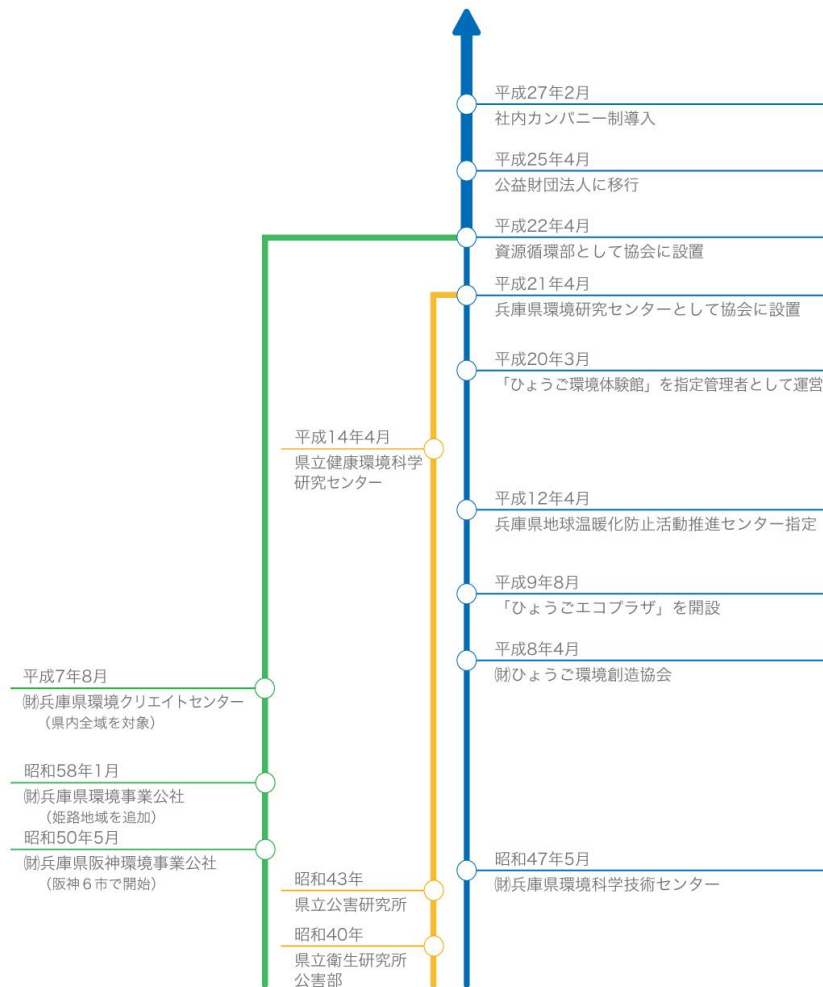 平成27年2月
社内カンパニー制導入
平成25年4月
公益財団法人に移行
平成22年4月
資源循環部として協会に設置
平成21年4月
兵庫県環境研究センターとして協会に設置
平成20年3月
「ひょうご環境体験館」を指定管理者として運営
平成14年4月
県立健康環境科学
研究センター
平成12年4月
兵庫県地球温暖化防止活動推進センター指定
平成9年8月
「ひょうごエコプラザ」を開設
平成8年4月
㈶ひょうご環境創造協会
平成7年8月
㈶兵庫県環境クリエイトセンター
（県内全域を対象）
昭和58年1月
㈶兵庫県環境事業公社
（姫路地域を追加）
昭和50年5月
㈶兵庫県阪神環境事業公社
（阪神６市で開始）
昭和47年5月
㈶兵庫県環境科学技術センター
昭和43年
県立公害研究所
昭和40年
県立衛生研究所
公害部